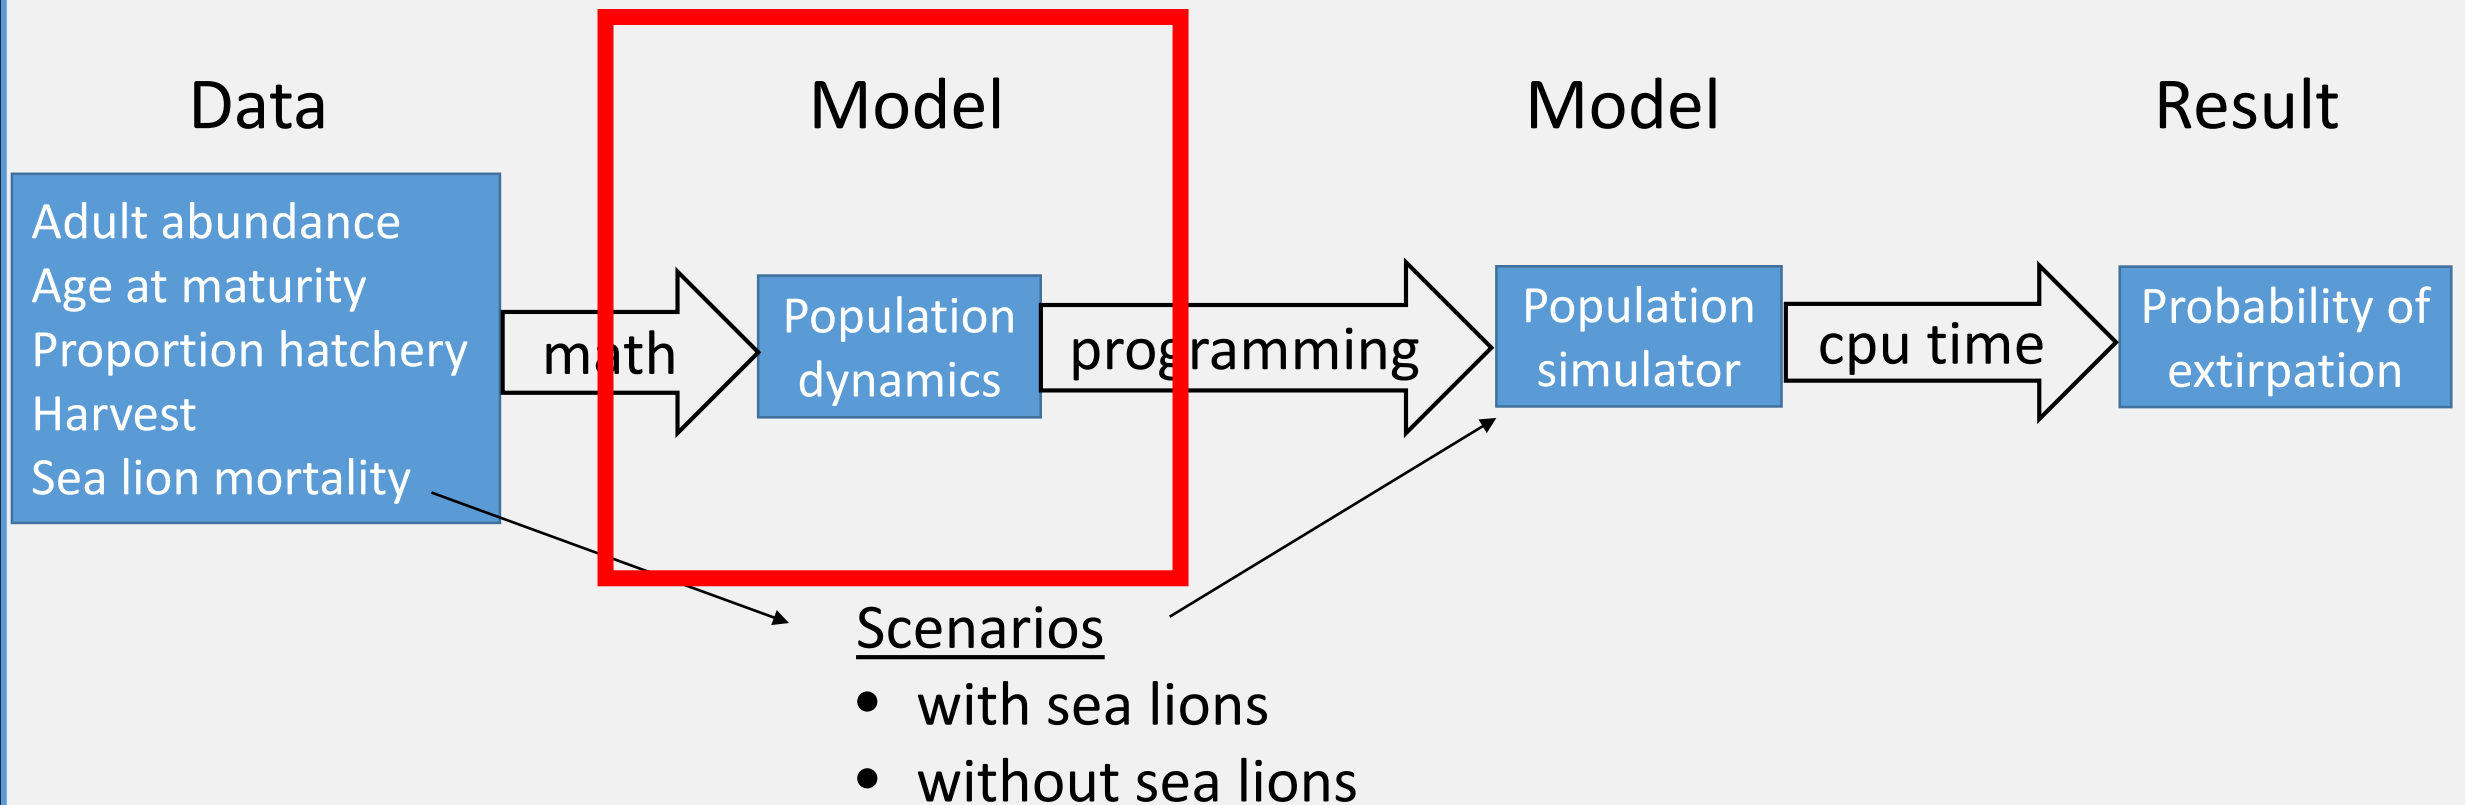 Data
Model
Model
Result
Adult abundance
Age at maturity
Proportion hatchery
Harvest
Sea lion mortality
math
Population
dynamics
programming
Population
simulator
cpu time
Probability of
extirpation
Scenarios
• with sea lions
• without sea lions